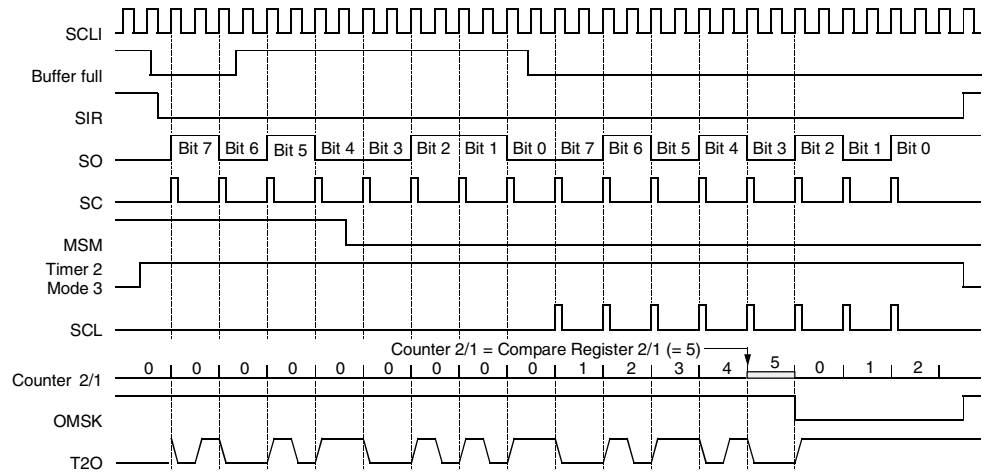 SCLI
Buffer full
SIR
SO Bit 7 Bit 6 Bit 5 Bit 4 Bit 3 Bit 2 Bit 1 Bit 0 Bit 7 Bit 6 Bit 5 Bit 4 Bit 3 Bit 2 Bit 1 Bit 0
SC
MSM
Timer 2
Mode 3
SCL
Counter 2/1 = Compare Register 2/1 (= 5)
Counter 2/1 0 0 0 0 0 0 0 0 0 1 2 3 4 5 0 1 2
OMSK
T2O